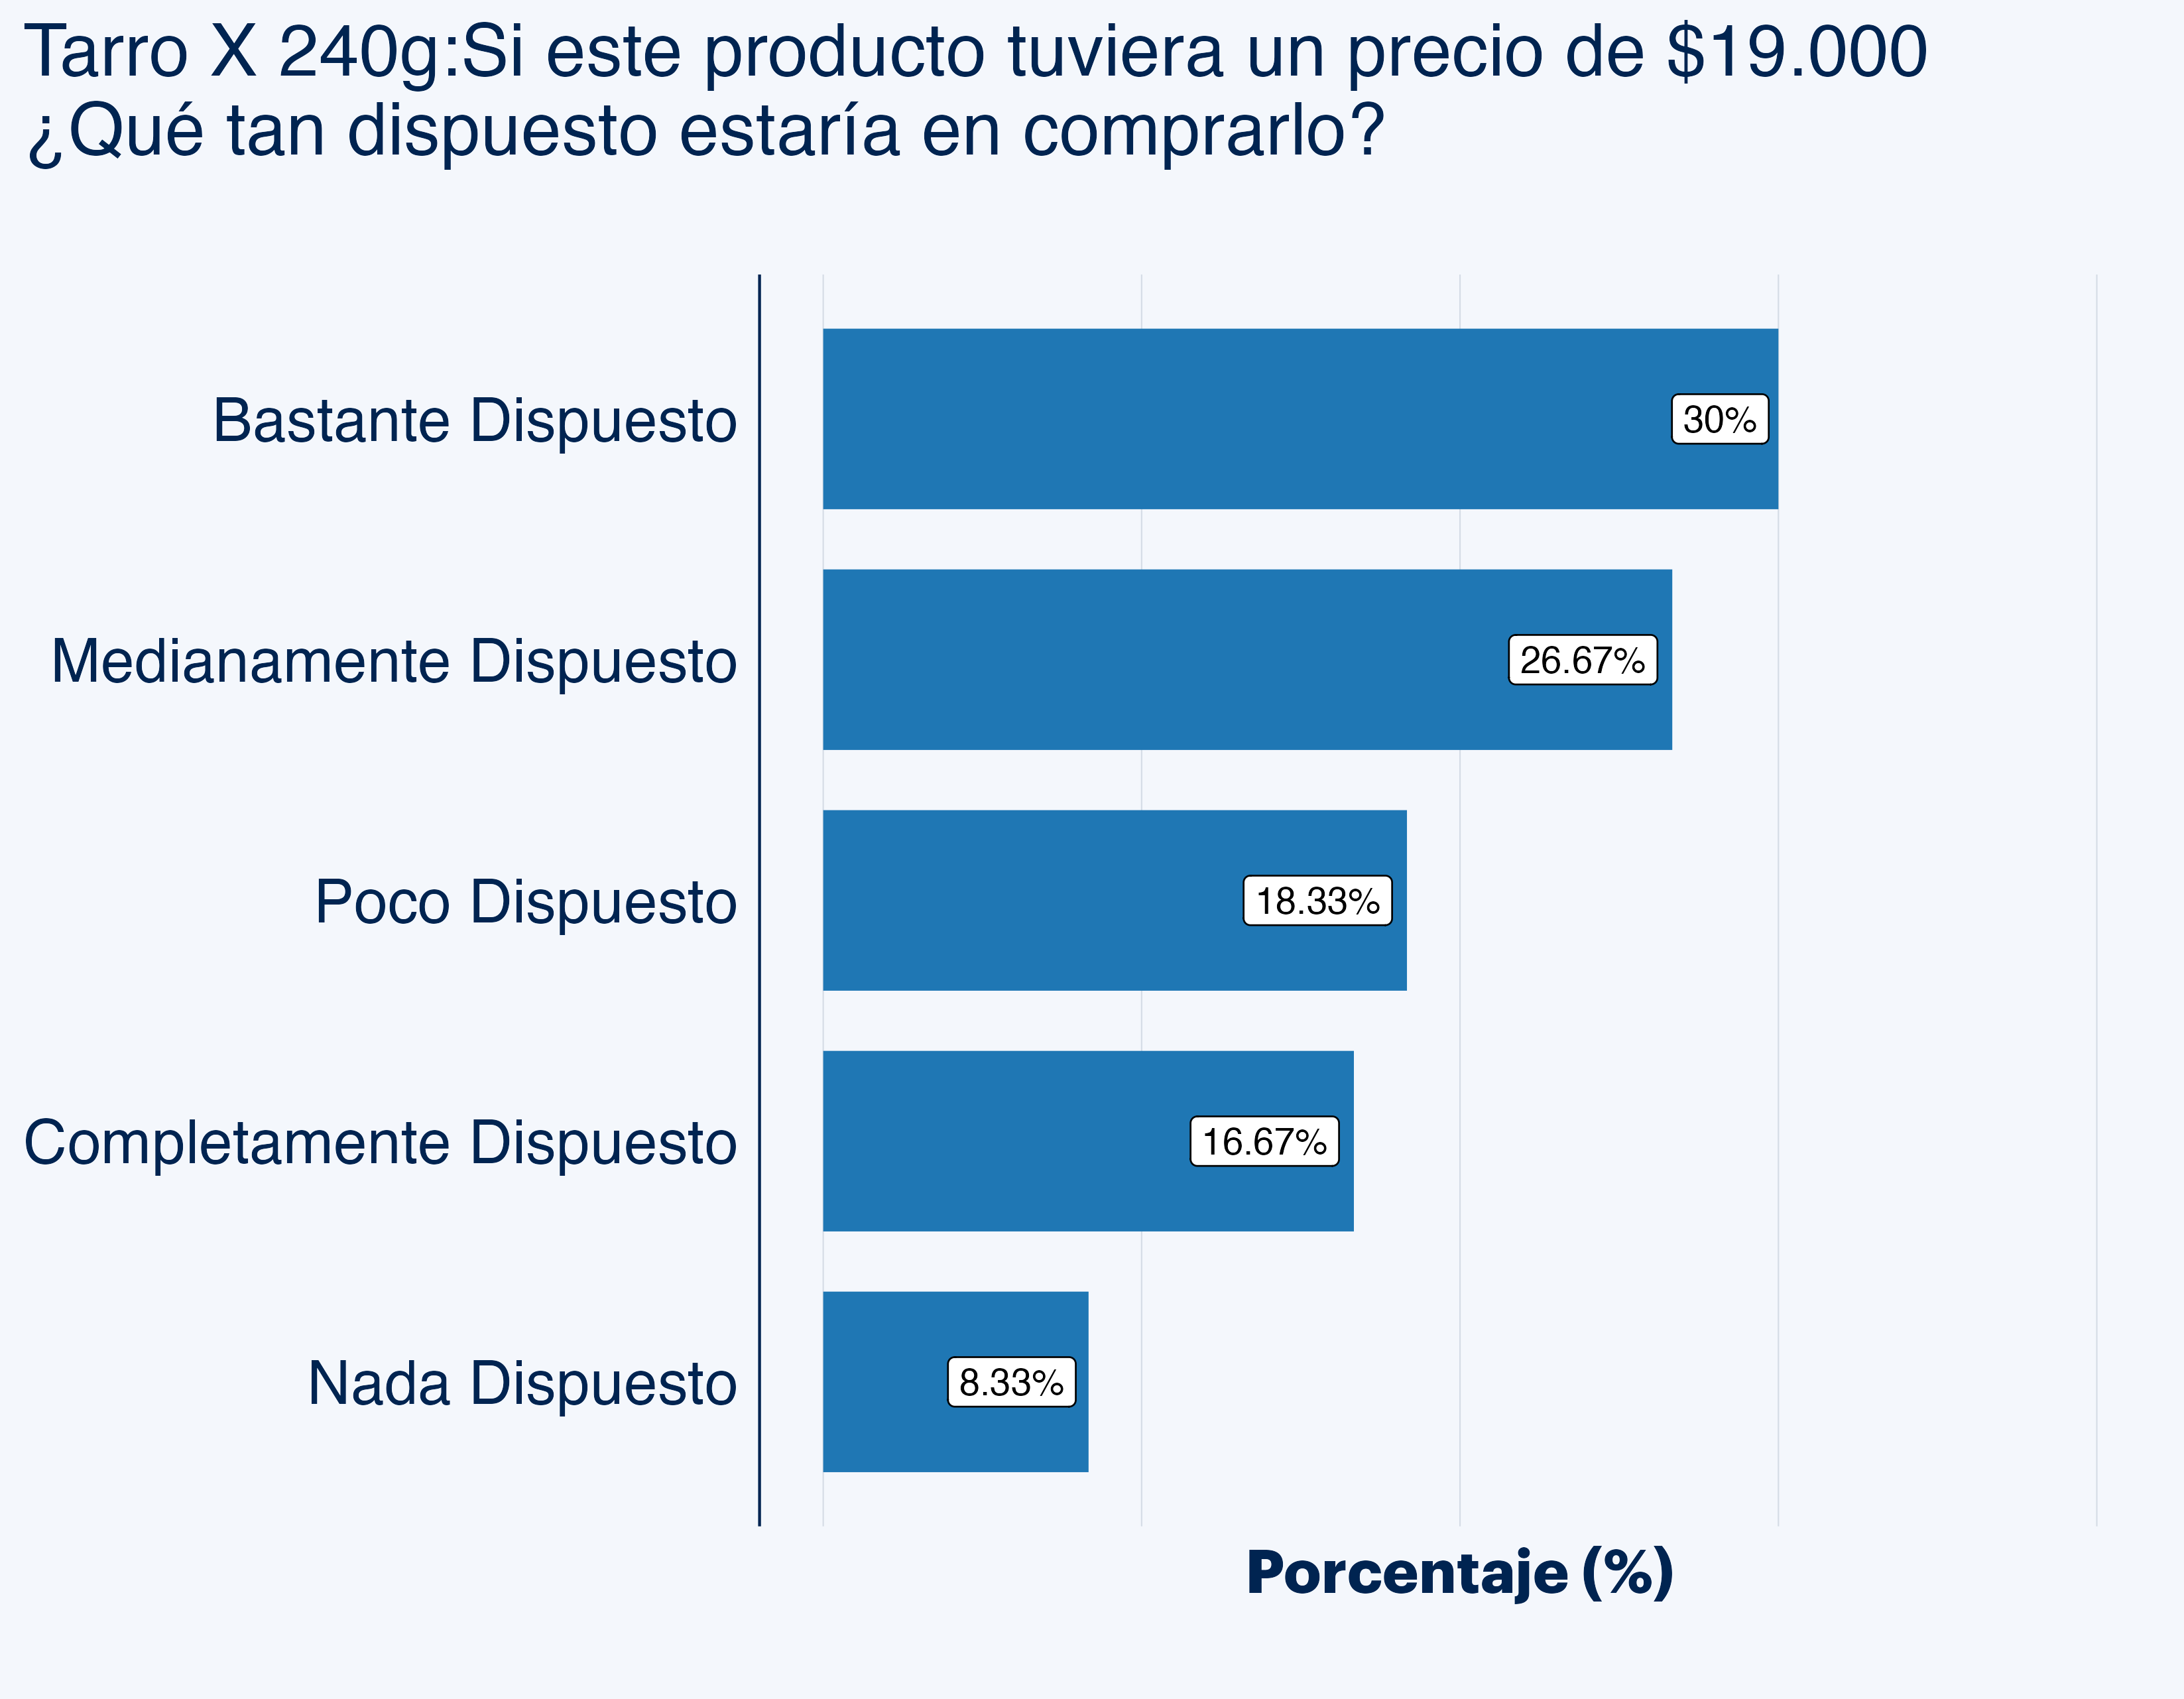 Tarro X 240g:Si este producto tuviera un precio de $19.000
¿Qué tan dispuesto estaría en comprarlo?
Bastante Dispuesto
30%
Medianamente Dispuesto
26.67%
Poco Dispuesto
18.33%
Completamente Dispuesto
16.67%
Nada Dispuesto
8.33%
Porcentaje (%)